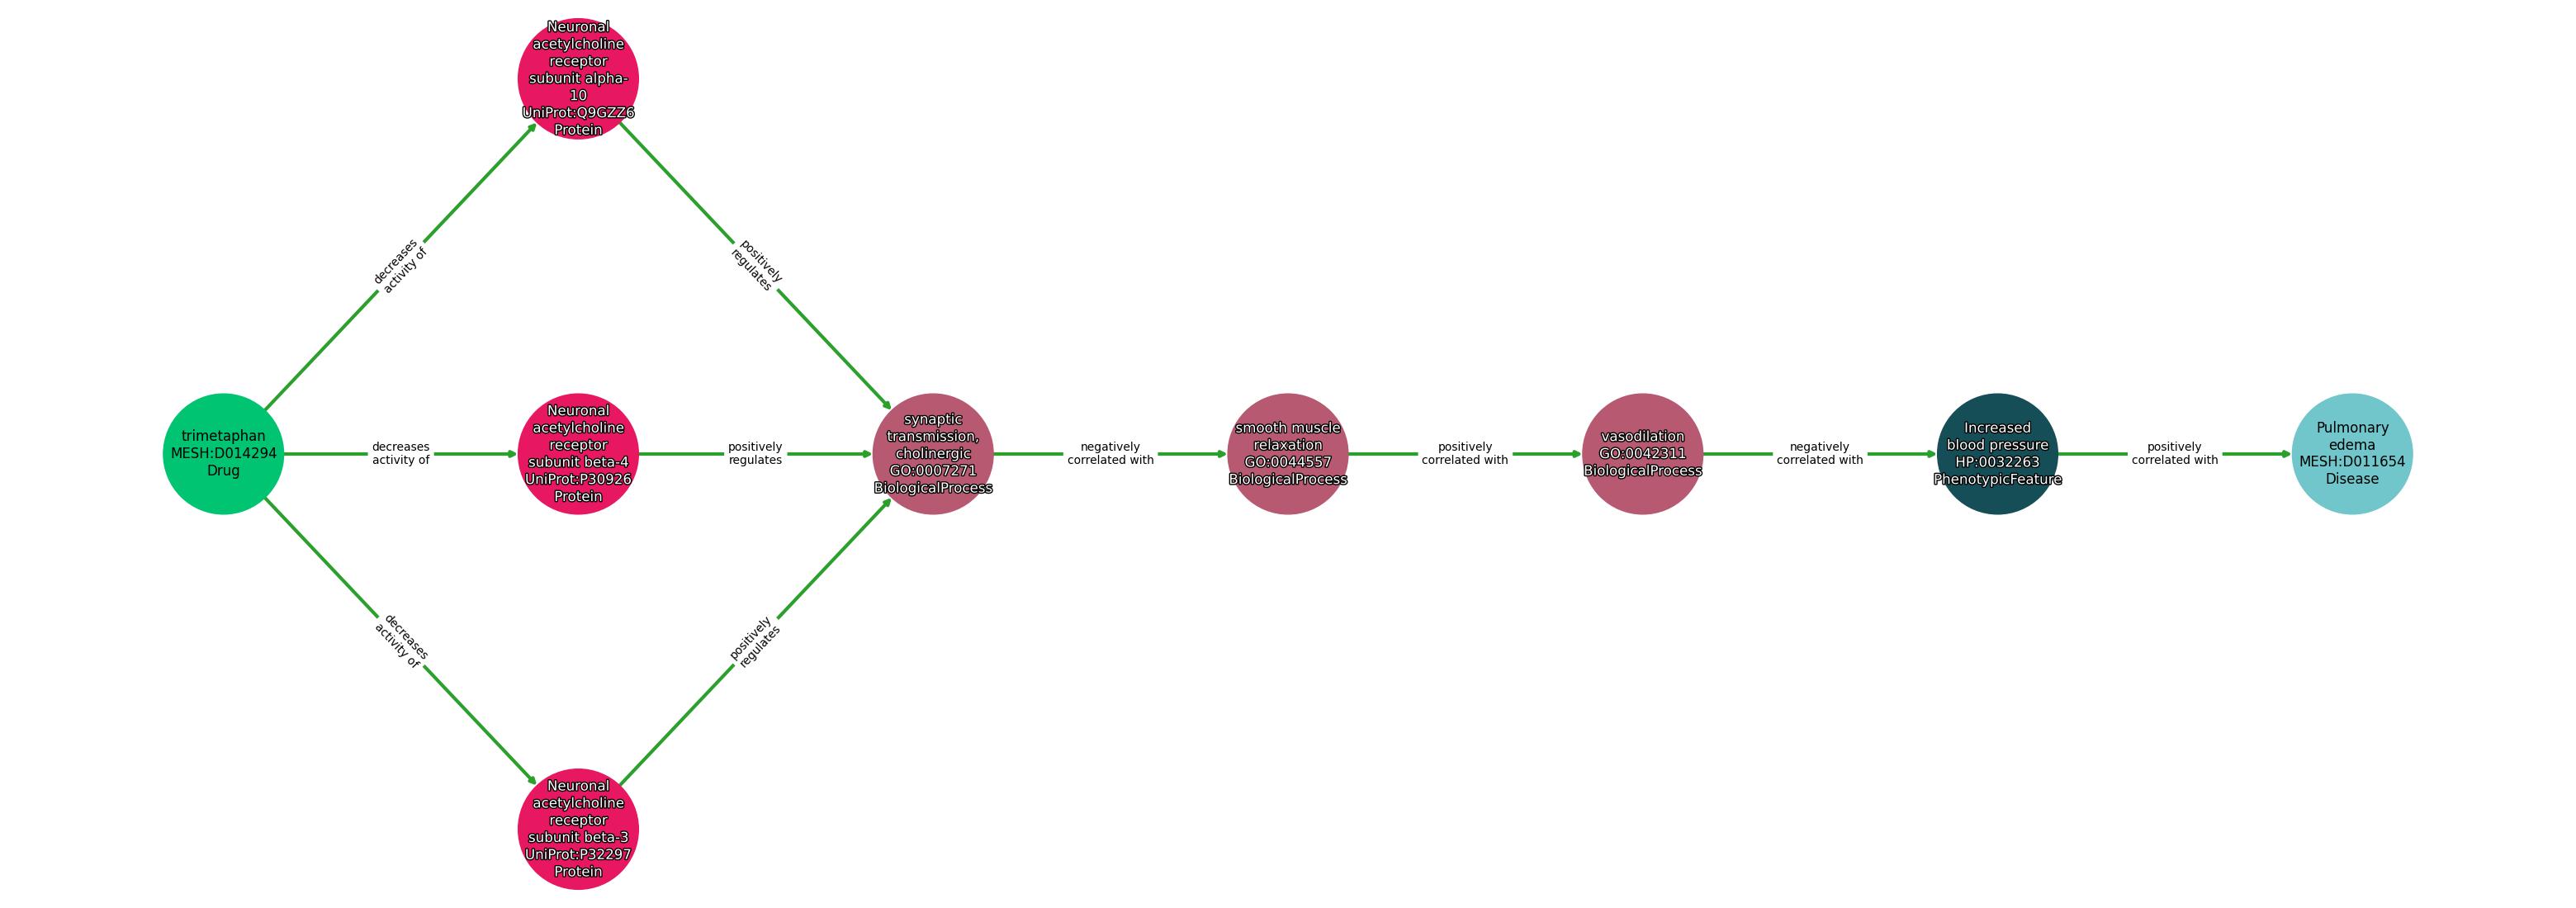 Neuronal
acetylcholine
receptor
subunit alpha-
10
UniProt:Q9GZZ6
Protein
decreases
activity of
positively
regulates
trimetaphan
MESH:D014294
Drug
decreases
activity of
Neuronal
acetylcholine
receptor
subunit beta-4
UniProt:P30926
Protein
positively
regulates
synaptic
transmission,
cholinergic
GO:0007271
BiologicalProcess
negatively
correlated with
smooth muscle
relaxation
GO:0044557
BiologicalProcess
positively
correlated with
vasodilation
GO:0042311
BiologicalProcess
negatively
correlated with
Increased
blood pressure
HP:0032263
PhenotypicFeature
positively
correlated with
Pulmonary
edema
MESH:D011654
Disease
decreases
activity of
positively
regulates
Neuronal
acetylcholine
receptor
subunit beta-3
UniProt:P32297
Protein